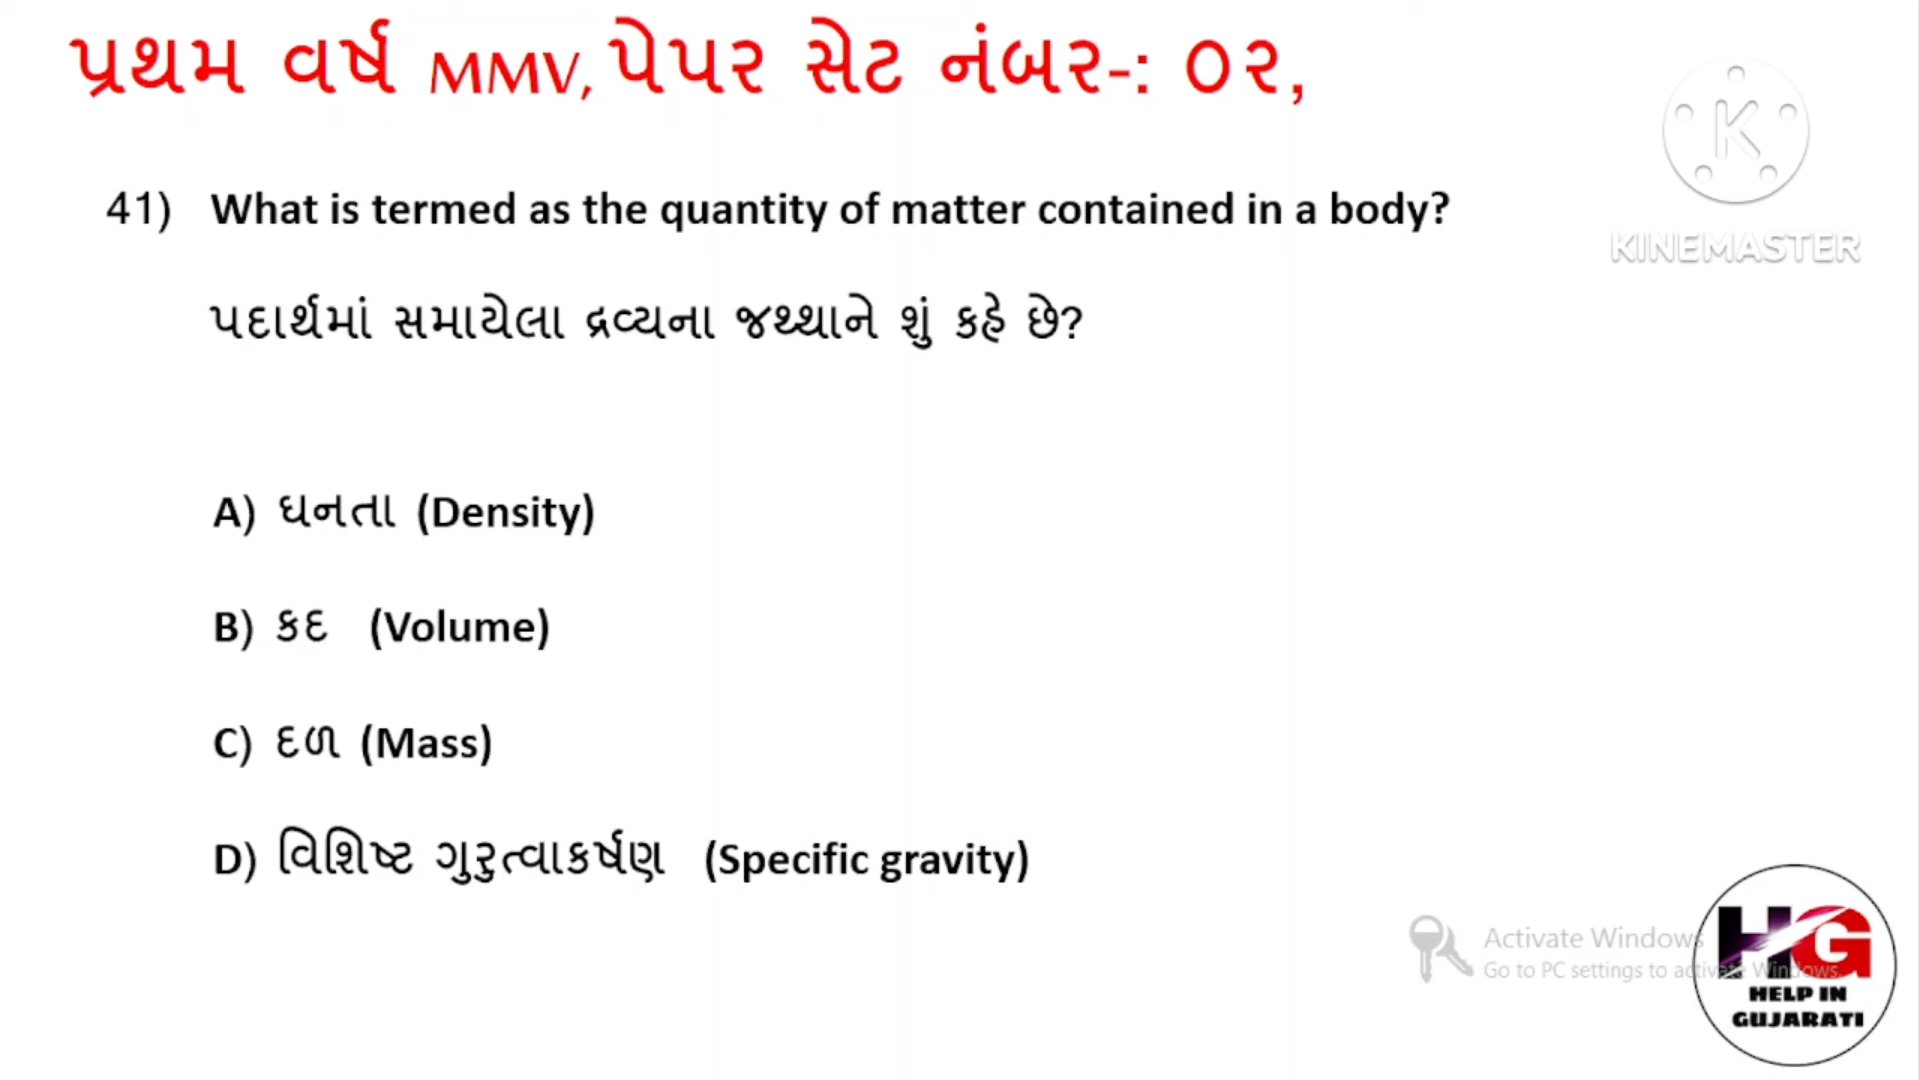 પ્રથમ વર્ષ MMV, પેપર સેટ નંબર-: ૦૨,
K
KINEMASTER
41) What is termed as the quantity of matter contained in a body?
પદાર્થમાં સમાયેલા દ્રવ્યના જથ્થાને શું કહે છે?
A) ઘનતા (Density)
B) કદ (Volume)
C) દળ (Mass)
D) વિશિષ્ટ ગુરુત્વાકર્ષણ (Specific gravity)
Activate Windows
Go to PC settings to activate Windows.
HG
HELP IN
GUJARATI